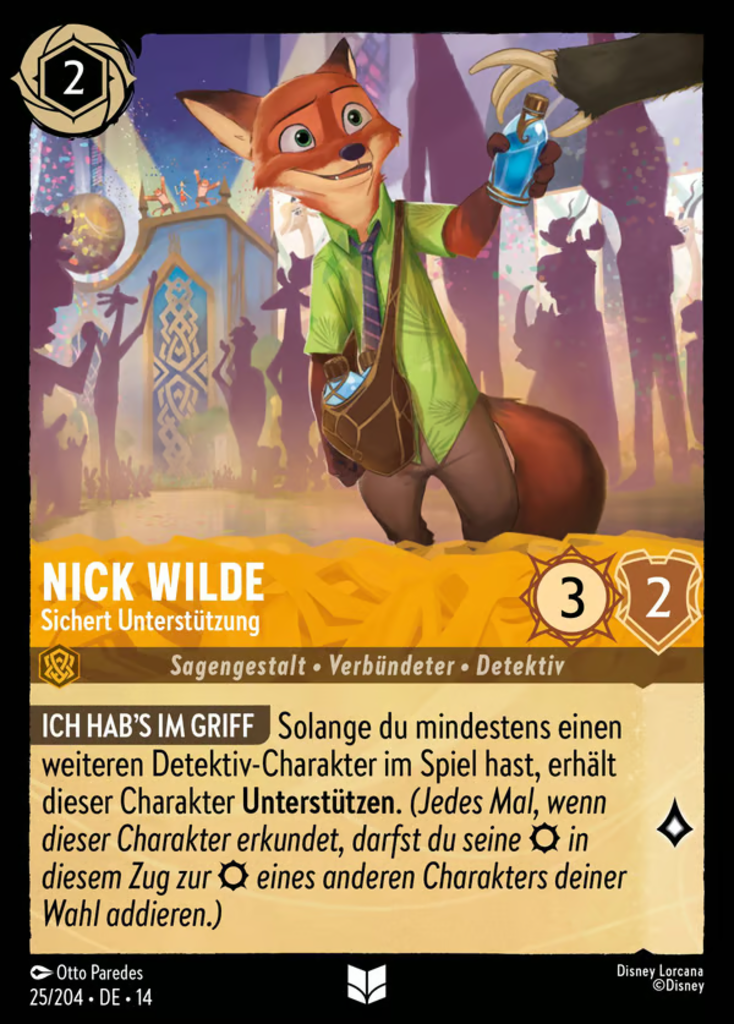 2
NICK WILDE
Sichert Unterstützung
3
2
Sagengestalt • Verbündeter • Detektiv
ICH HAB'S IM GRIFF Solange du mindestens einen
weiteren Detektiv-Charakter im Spiel hast, erhält
dieser Charakter Unterstützen. (Jedes Mal, wenn
dieser Charakter erkundet, darfst du seine in
diesem Zug zur eines anderen Charakters deiner
Wahl addieren.)
Otto Paredes
25/204 • DE • 14
Disney Lorcana
©Disney